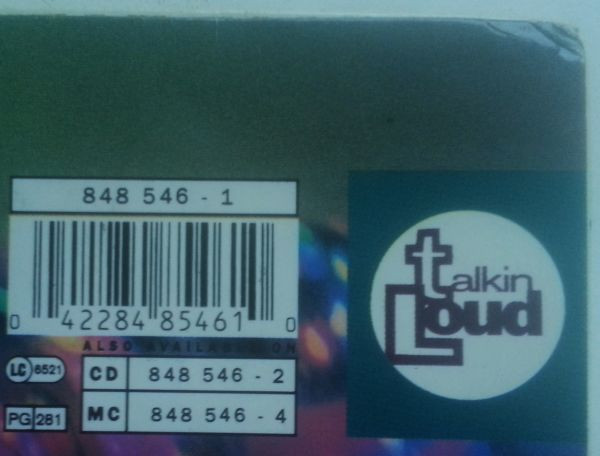 848 546 - 1
0 42284 85461 0
ALSO AVAILABLE ON
LC 6521
CD 848 546 - 2
PG 281
MC 848 546 - 4
talkin
Loud